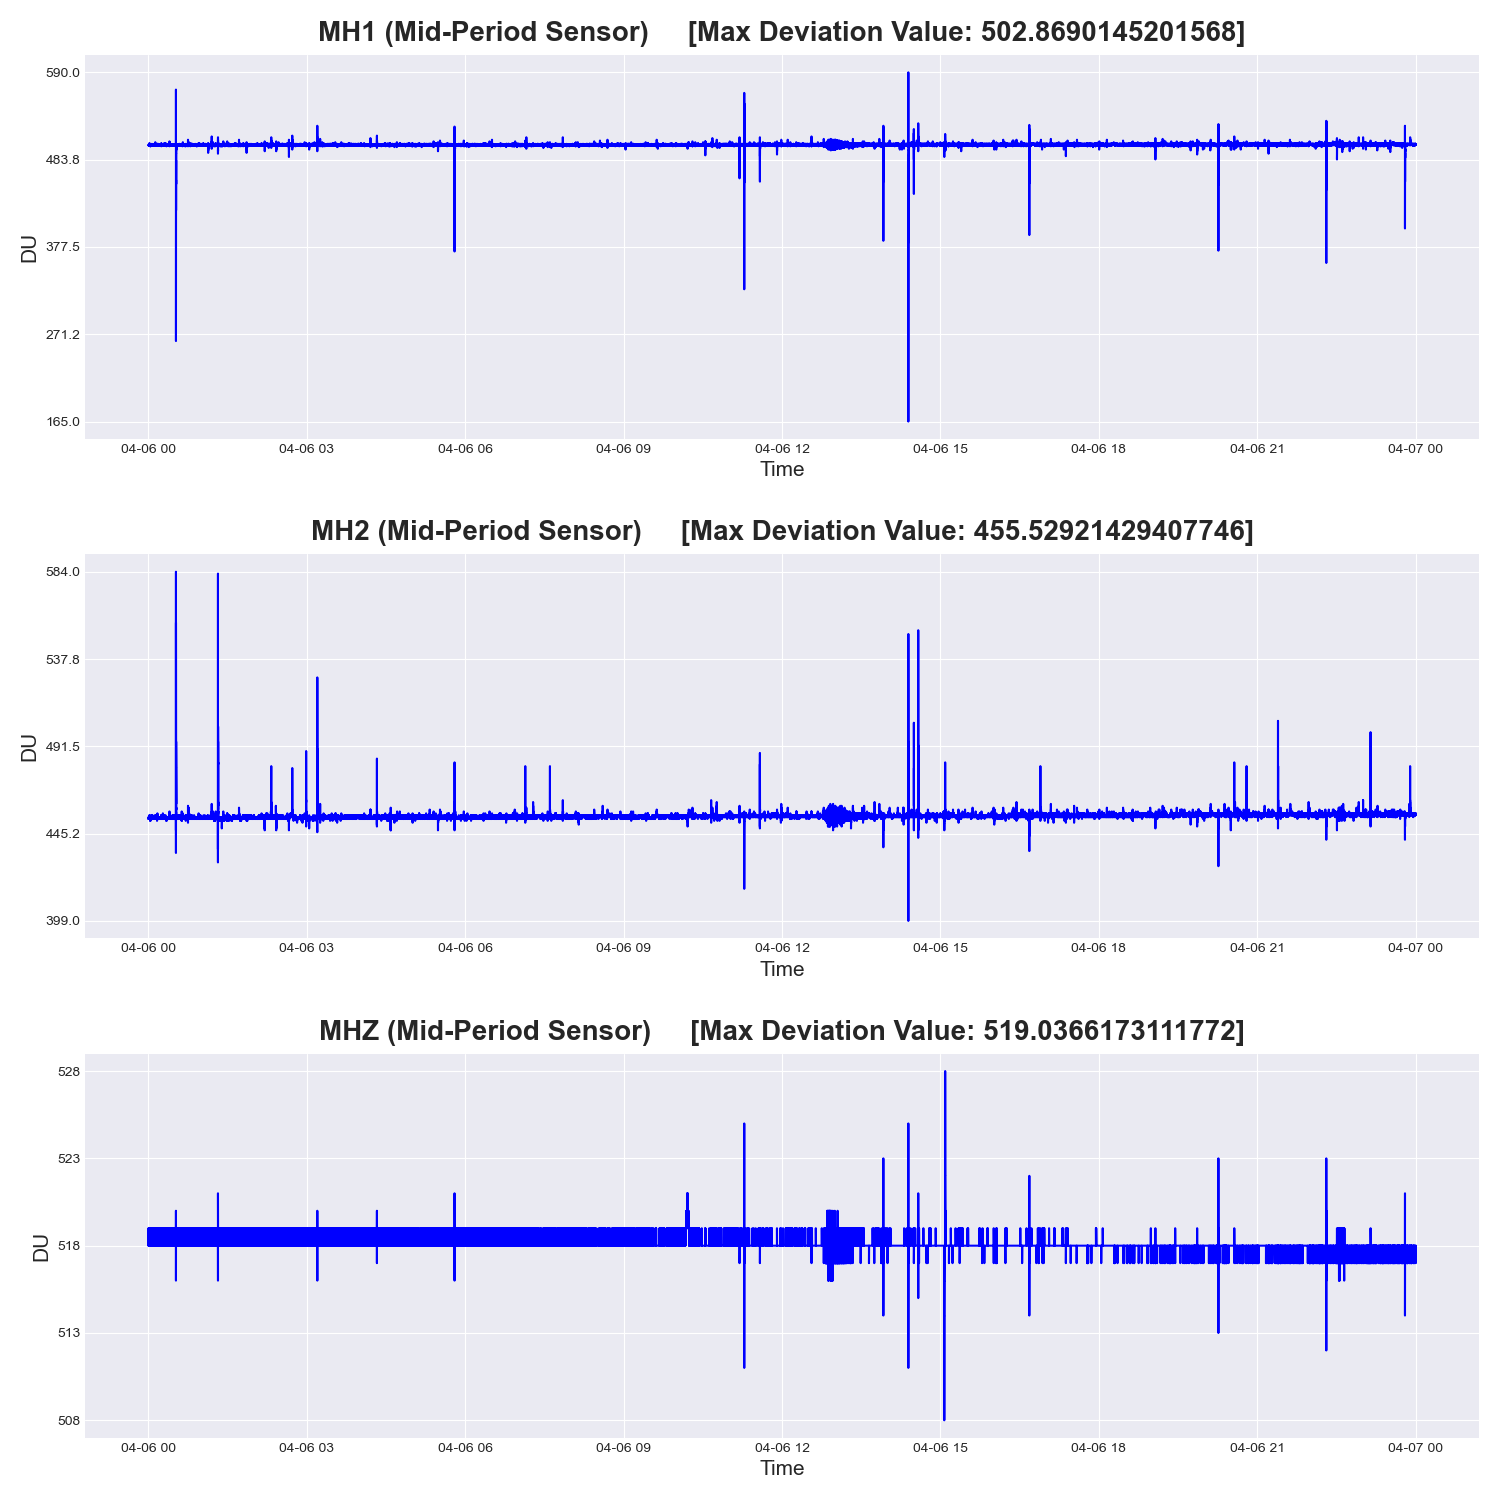 MH1 (Mid-Period Sensor) [Max Deviation Value: 502.8690145201568]
590.0
483.8
377.5
271.2
165.0
DU
04-06 00 04-06 03 04-06 06 04-06 09 04-06 12 04-06 15 04-06 18 04-06 21 04-07 00
Time
MH2 (Mid-Period Sensor) [Max Deviation Value: 455.52921429407746]
584.0
537.8
491.5
445.2
399.0
DU
04-06 00 04-06 03 04-06 06 04-06 09 04-06 12 04-06 15 04-06 18 04-06 21 04-07 00
Time
MHZ (Mid-Period Sensor) [Max Deviation Value: 519.0366173111772]
528
523
518
513
508
DU
04-06 00 04-06 03 04-06 06 04-06 09 04-06 12 04-06 15 04-06 18 04-06 21 04-07 00
Time